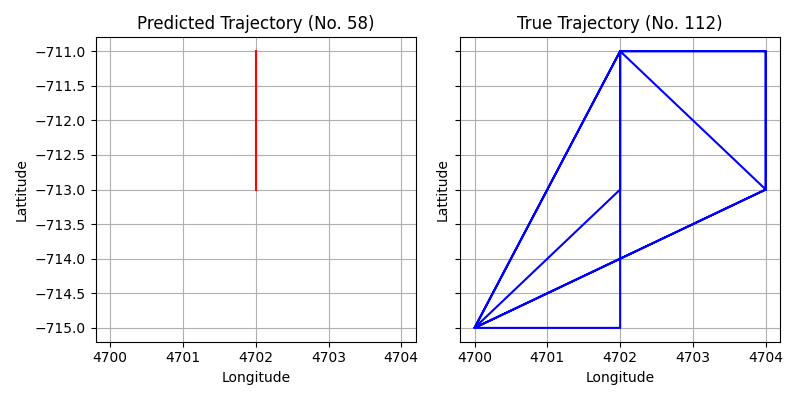 Predicted Trajectory (No. 58)
−711.0
−711.5
−712.0
−712.5
−713.0
−713.5
−714.0
−714.5
−715.0
Lattitude
4700 4701 4702 4703 4704
Longitude
True Trajectory (No. 112)
Lattitude
4700 4701 4702 4703 4704
Longitude